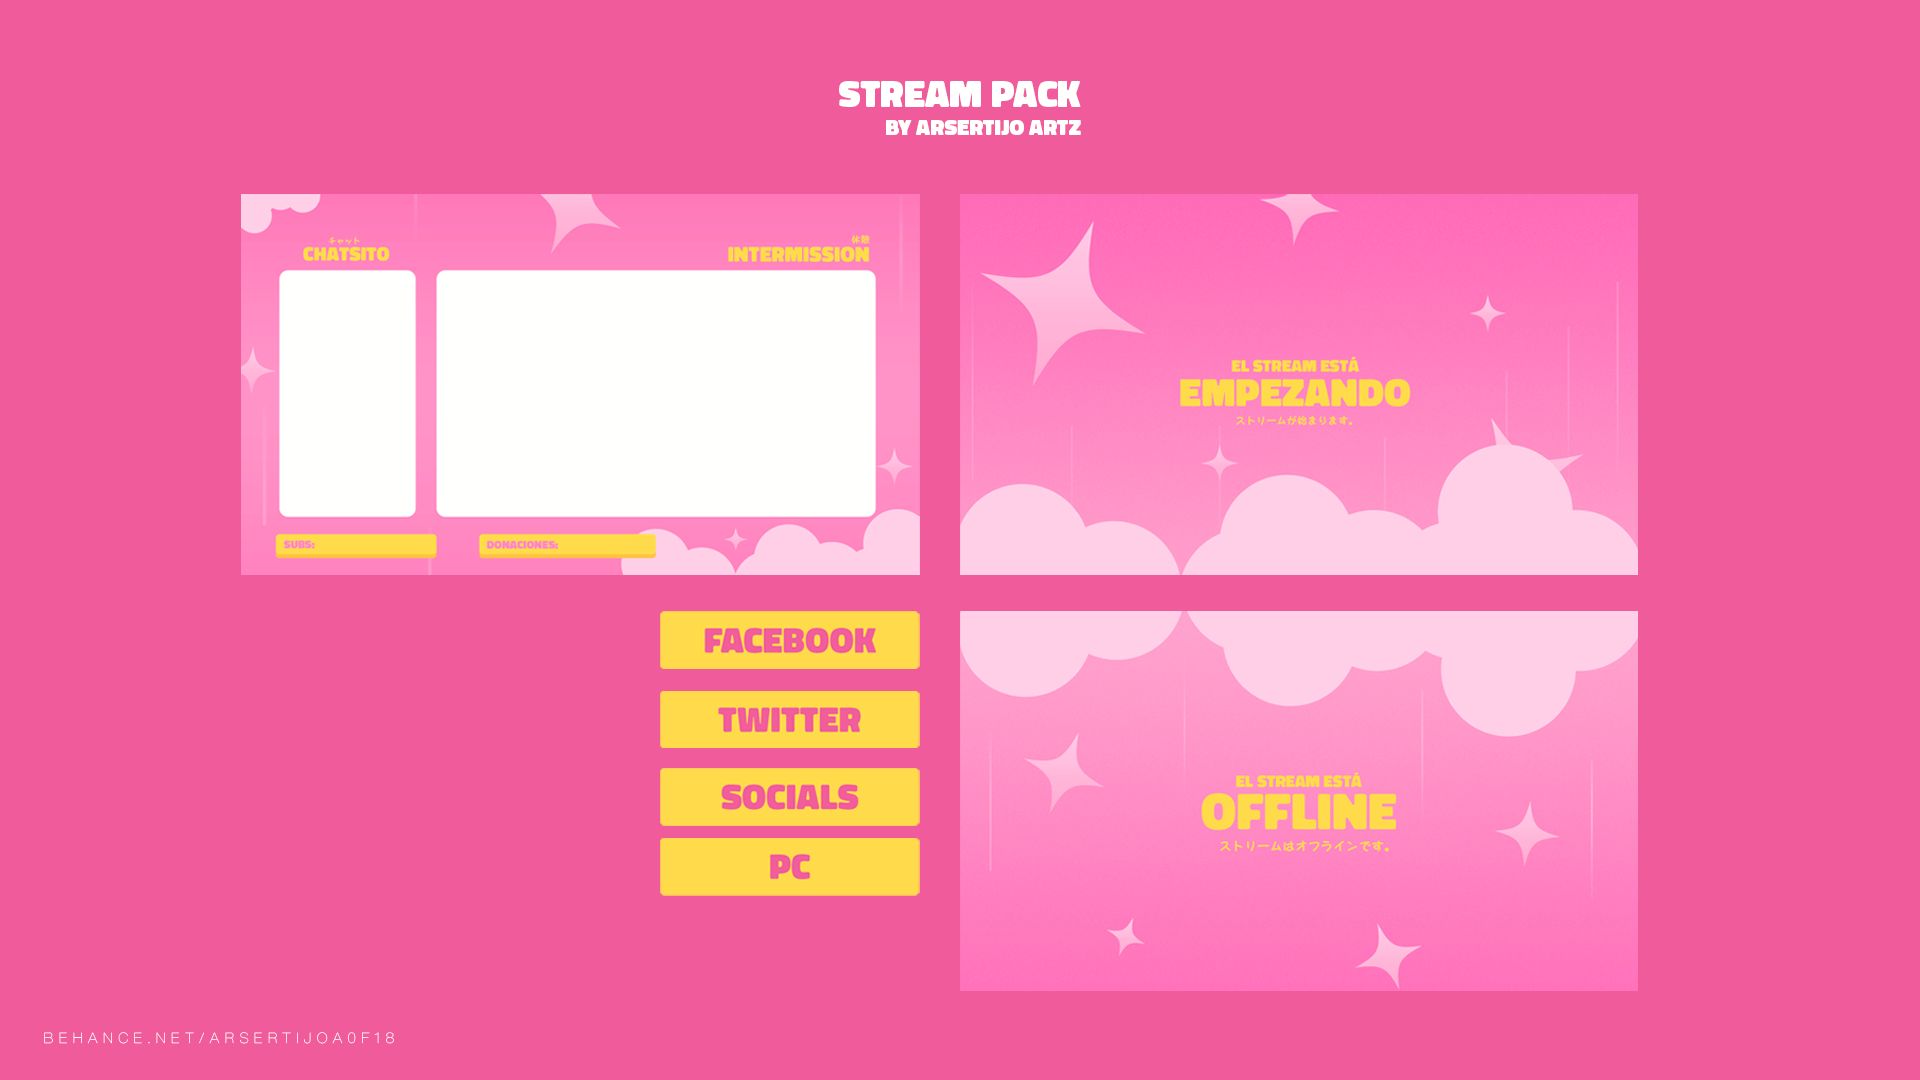 STREAM PACK
BY ARSERTIJO ARTZ
チャット
CHATSITO
休憩
INTERMISSION
SUBS:
DONACIONES:
EL STREAM ESTÁ
EMPEZANDO
ストリームが始まります。
FACEBOOK
TWITTER
SOCIALS
PC
EL STREAM ESTÁ
OFFLINE
ストリームはオフラインです。
BEHANCE.NET/ARSERTIJOA0F18